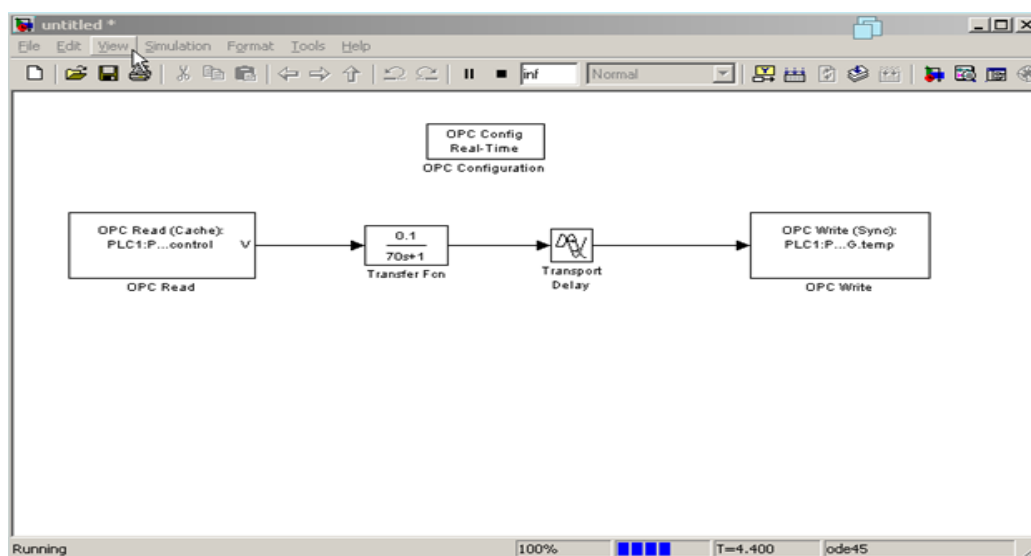 untitled *
File Edit View Simulation Format Tools Help
inf Normal
OPC Config
Real-Time
OPC Configuration
OPC Read (Cache):
PLC1:P...control V
OPC Read
0.1
70s+1
Transfer Fcn
Transport
Delay
OPC Write (Sync):
PLC1:P...G.temp
OPC Write
Running 100% T=4.400 ode45